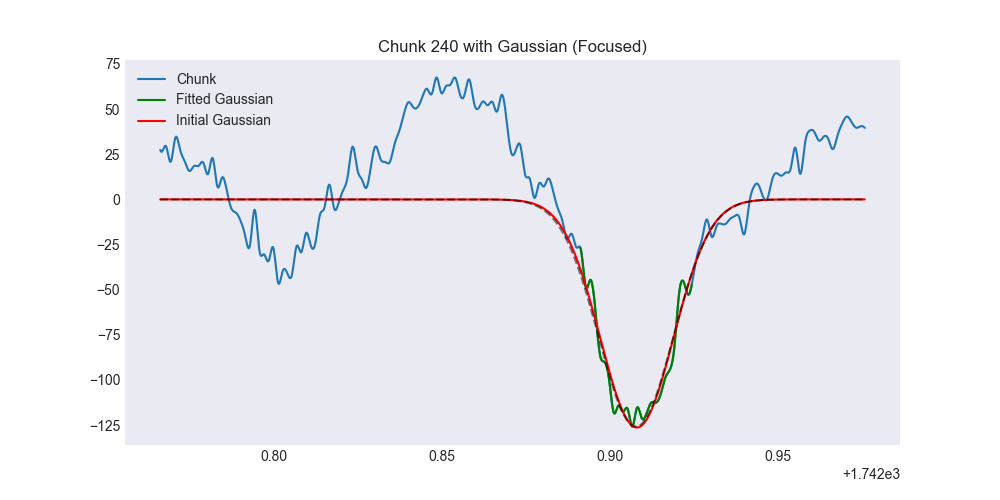 Chunk 240 with Gaussian (Focused)
Chunk
Fitted Gaussian
Initial Gaussian
75
50
25
0
−25
−50
−75
−100
−125
0.80 0.85 0.90 0.95
+1.742e3